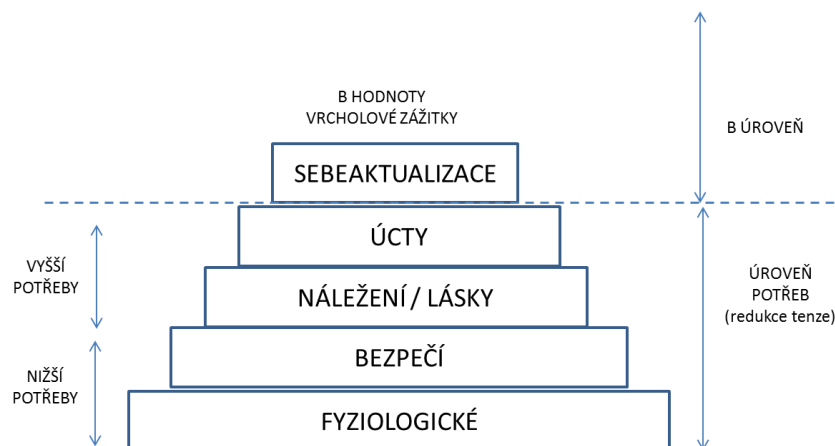 B HODNOTY
VRCHOLOVÉ ZÁŽITKY
B ÚROVEŇ
SEBEAKTUALIZACE
ÚCTY
VYŠŠÍ
POTŘEBY
NÁLEŽENÍ / LÁSKY
ÚROVEŇ
POTŘEB
(redukce tenze)
BEZPEČÍ
NIŽŠÍ
POTŘEBY
FYZIOLOGICKÉ